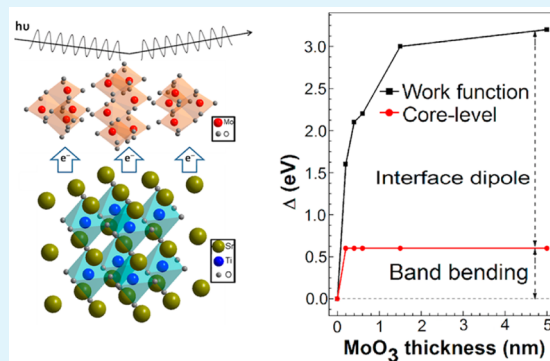 hυ
Mo
O
e⁻
e⁻
e⁻
Sr
Ti
O
Δ (eV)
3.0
2.5
2.0
1.5
1.0
0.5
0.0
Work function
Core-level
Interface dipole
Band bending
0 1 2 3 4 5
MoO₃ thickness (nm)